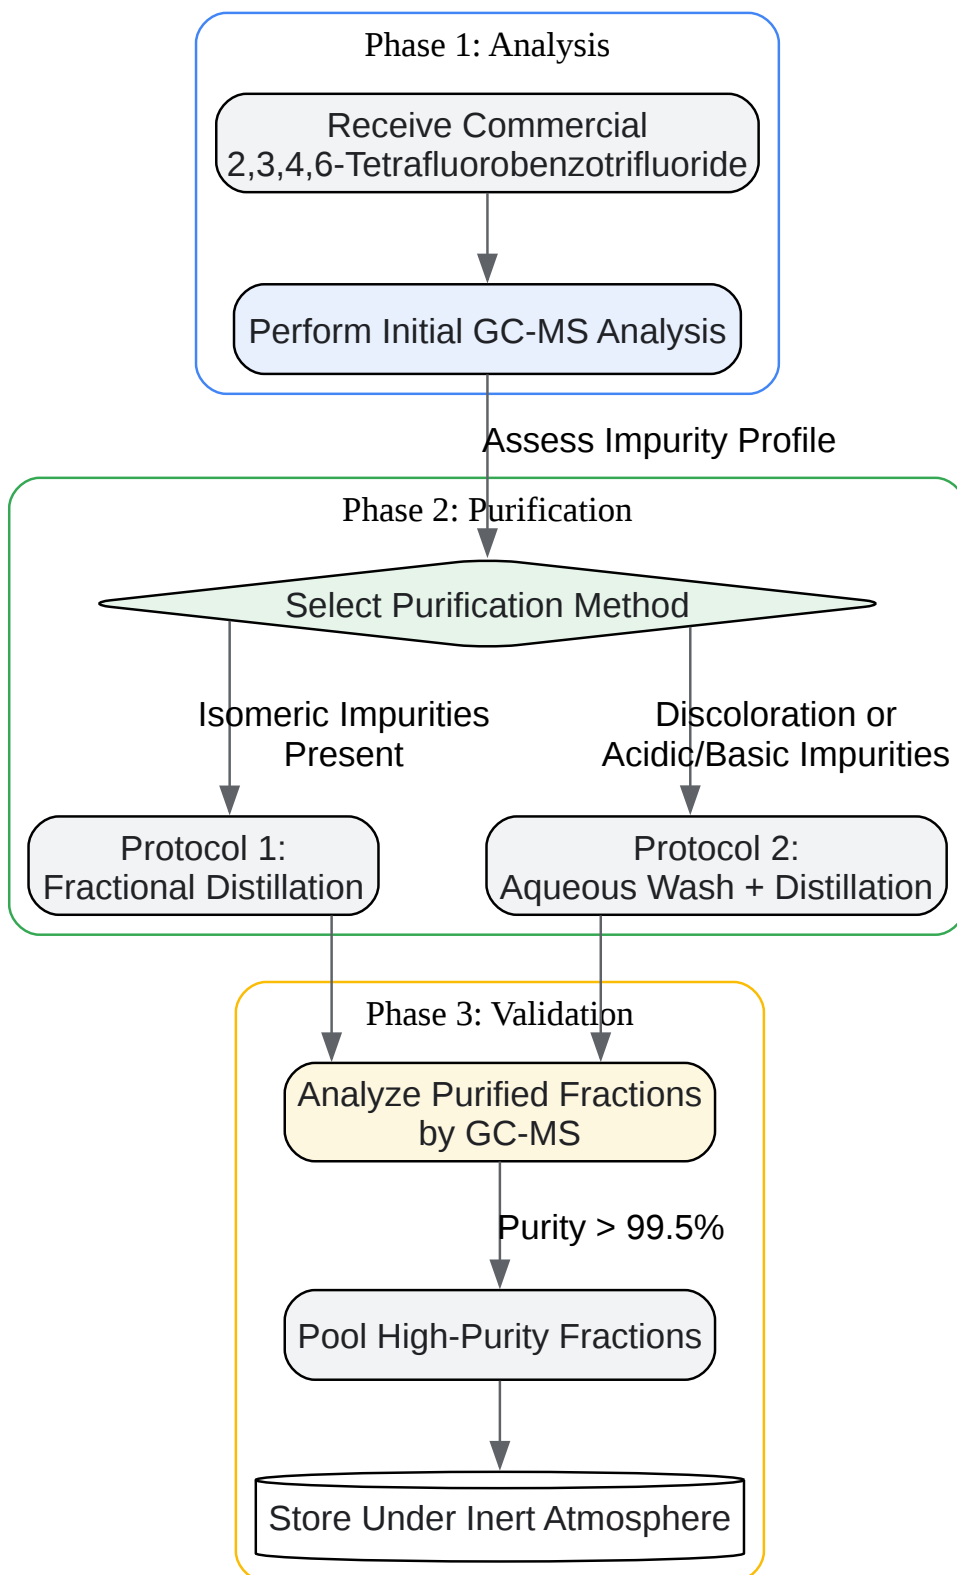 Phase 1: Analysis
Receive Commercial
2,3,4,6-Tetrafluorobenzotrifluoride
Perform Initial GC-MS Analysis
Assess Impurity Profile
Phase 2: Purification
Select Purification Method
Isomeric Impurities
Present
Discoloration or
Acidic/Basic Impurities
Protocol 1:
Fractional Distillation
Protocol 2:
Aqueous Wash + Distillation
Phase 3: Validation
Analyze Purified Fractions
by GC-MS
Purity > 99.5%
Pool High-Purity Fractions
Store Under Inert Atmosphere